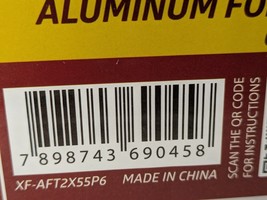 ALUMINUM FO
7 898743 690458
XF-AFT2X55P6 MADE IN CHINA
SCAN THE QR CODE
FOR INSTRUCTIONS